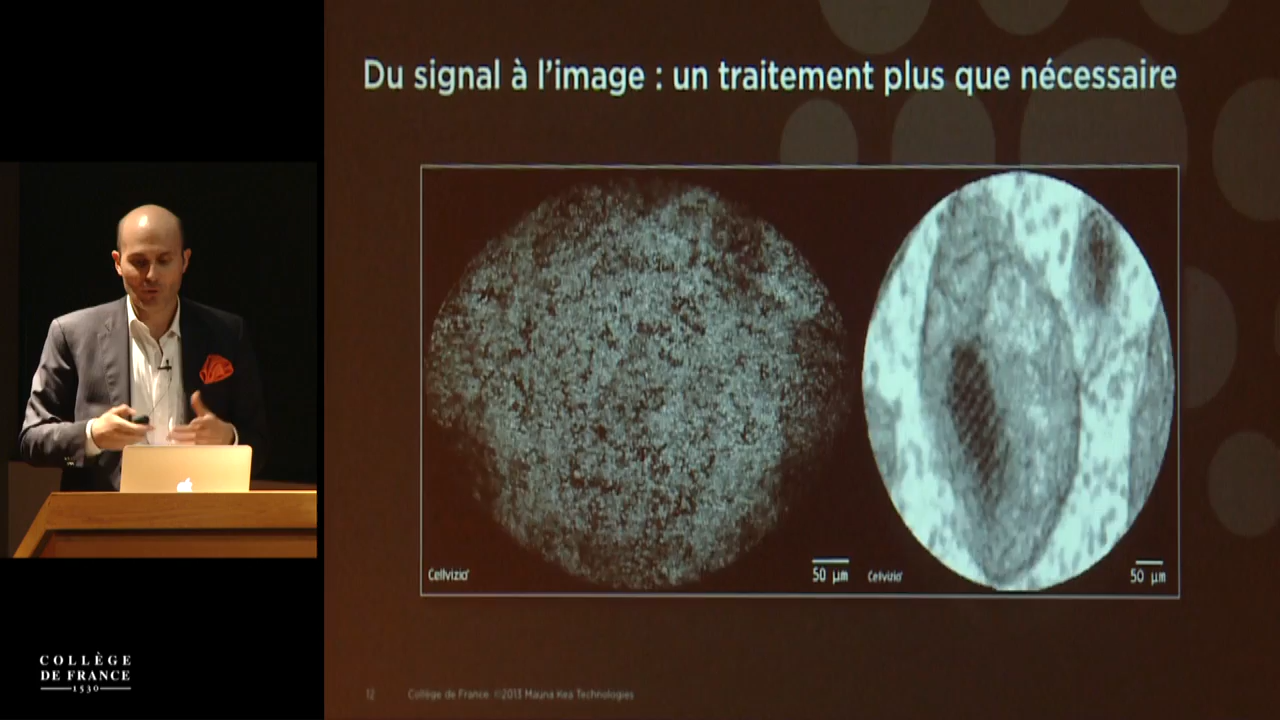 Du signal à l'image : un traitement plus que nécessaire
Cellvizio®
50 µm
Cellvizio®
50 µm
12 Collège de France ©2013 Mauna Kea Technologies
COLLÈGE
DE FRANCE
1530